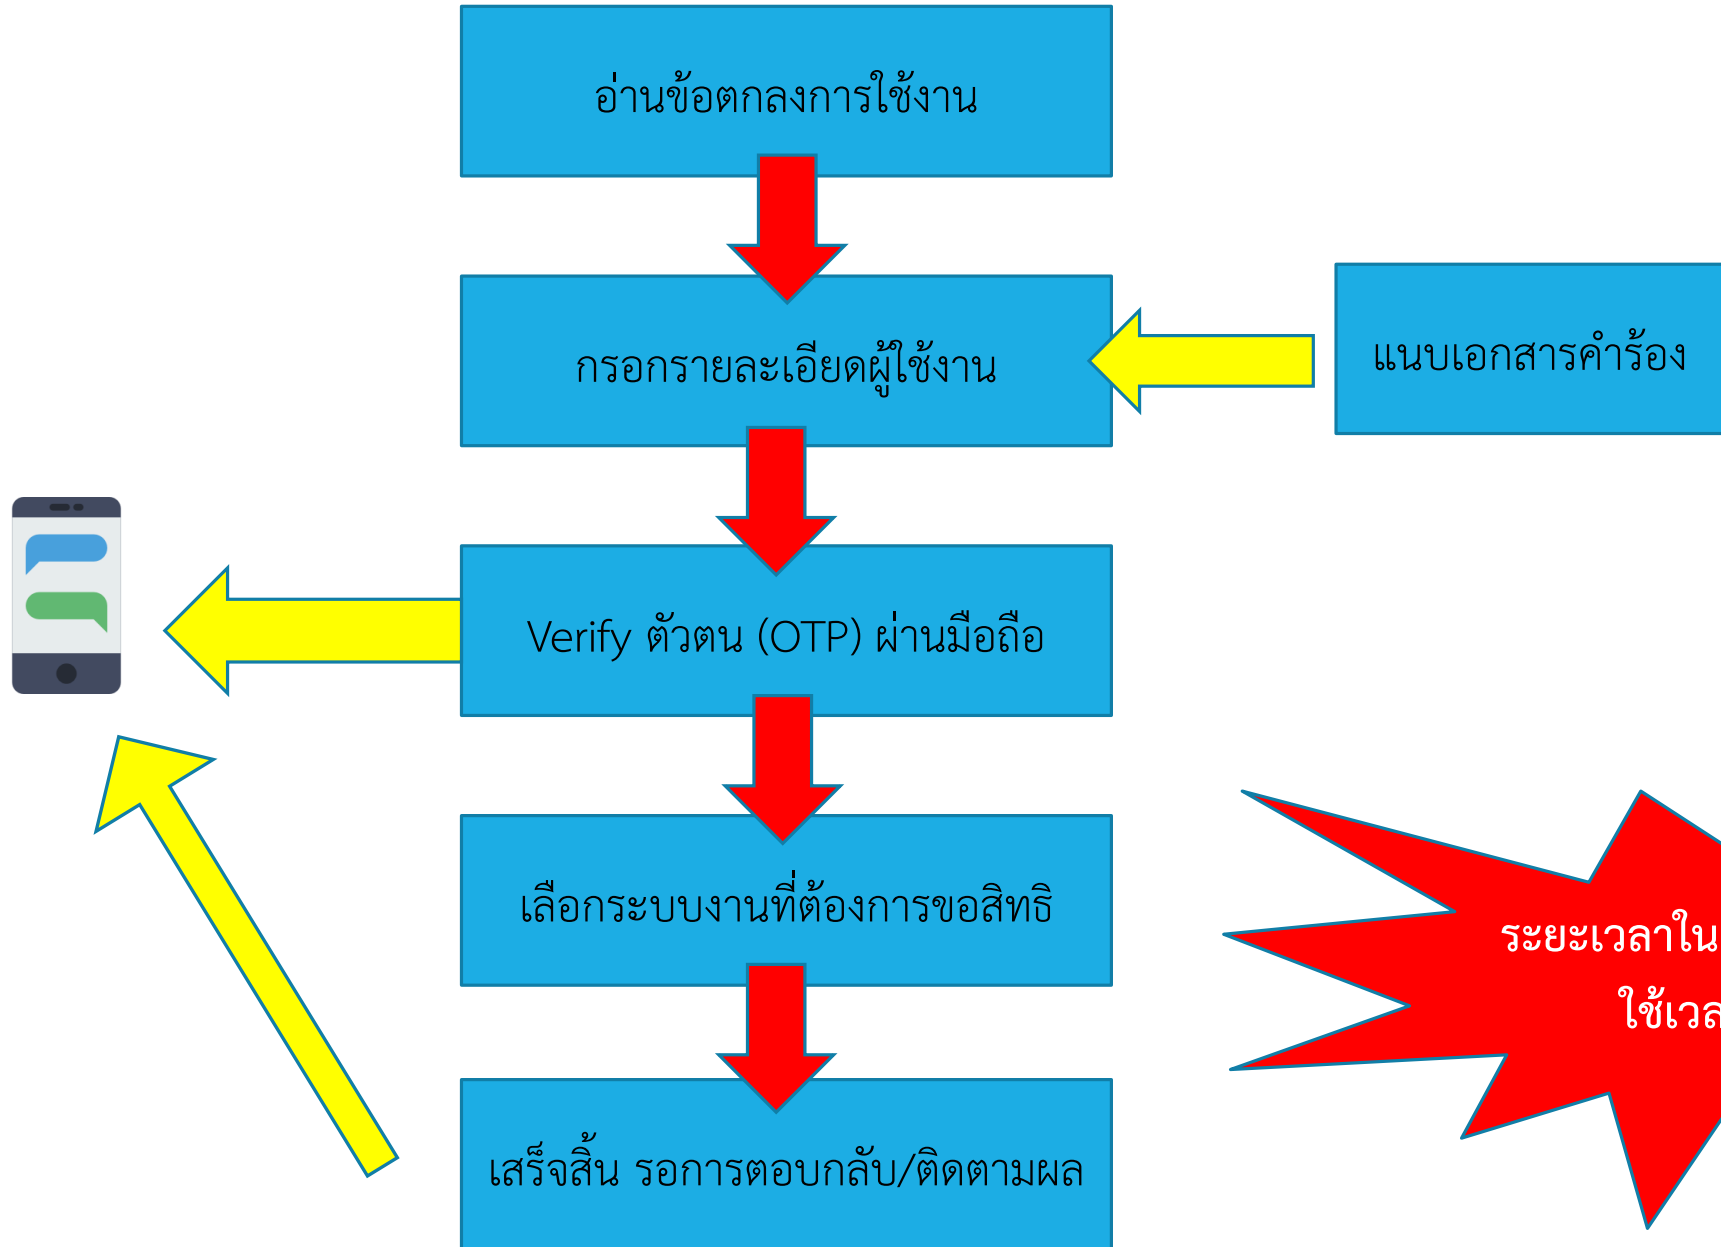 อ่านข้อตกลงการใช้งาน
กรอกรายละเอียดผู้ใช้งาน
แนบเอกสารคำร้อง
Verify ตัวตน (OTP) ผ่านมือถือ
เลือกระบบงานที่ต้องการขอสิทธิ
ระยะเวลาใน
ใช้เวล
เสร็จสิ้น รอการตอบกลับ/ติดตามผล